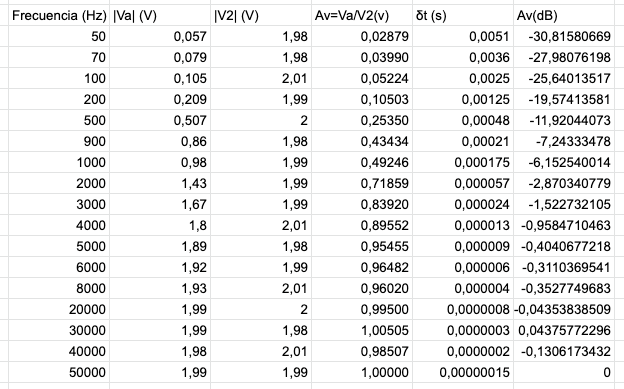 Frecuencia (Hz) |Va| (V) |V2| (V) Av=Va/V2(v) δt (s) Av(dB)
50 0,057 1,98 0,02879 0,0051 -30,81580669
70 0,079 1,98 0,03990 0,0036 -27,98076198
100 0,105 2,01 0,05224 0,0025 -25,64013517
200 0,209 1,99 0,10503 0,00125 -19,57413581
500 0,507 2 0,25350 0,00048 -11,92044073
900 0,86 1,98 0,43434 0,00021 -7,24333478
1000 0,98 1,99 0,49246 0,000175 -6,152540014
2000 1,43 1,99 0,71859 0,000057 -2,870340779
3000 1,67 1,99 0,83920 0,000024 -1,522732105
4000 1,8 2,01 0,89552 0,000013 -0,9584710463
5000 1,89 1,98 0,95455 0,000009 -0,4040677218
6000 1,92 1,99 0,96482 0,000006 -0,3110369541
8000 1,93 2,01 0,96020 0,000004 -0,3527749683
20000 1,99 2 0,99500 0,0000008 -0,04353838509
30000 1,99 1,98 1,00505 0,0000003 0,04375772296
40000 1,98 2,01 0,98507 0,0000002 -0,1306173432
50000 1,99 1,99 1,00000 0,00000015 0